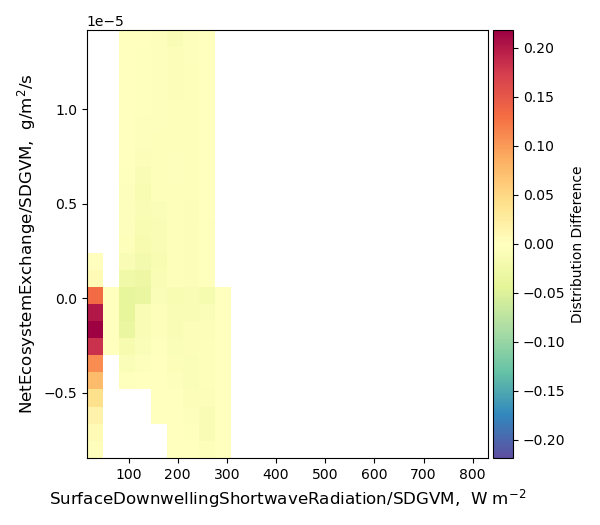 1e−5
1.0
0.5
0.0
−0.5
NetEcosystemExchange/SDGVM,  g/m²/s
100 200 300 400 500 600 700 800
SurfaceDownwellingShortwaveRadiation/SDGVM,  W m⁻²
0.20
0.15
0.10
0.05
0.00
−0.05
−0.10
−0.15
−0.20
Distribution Difference